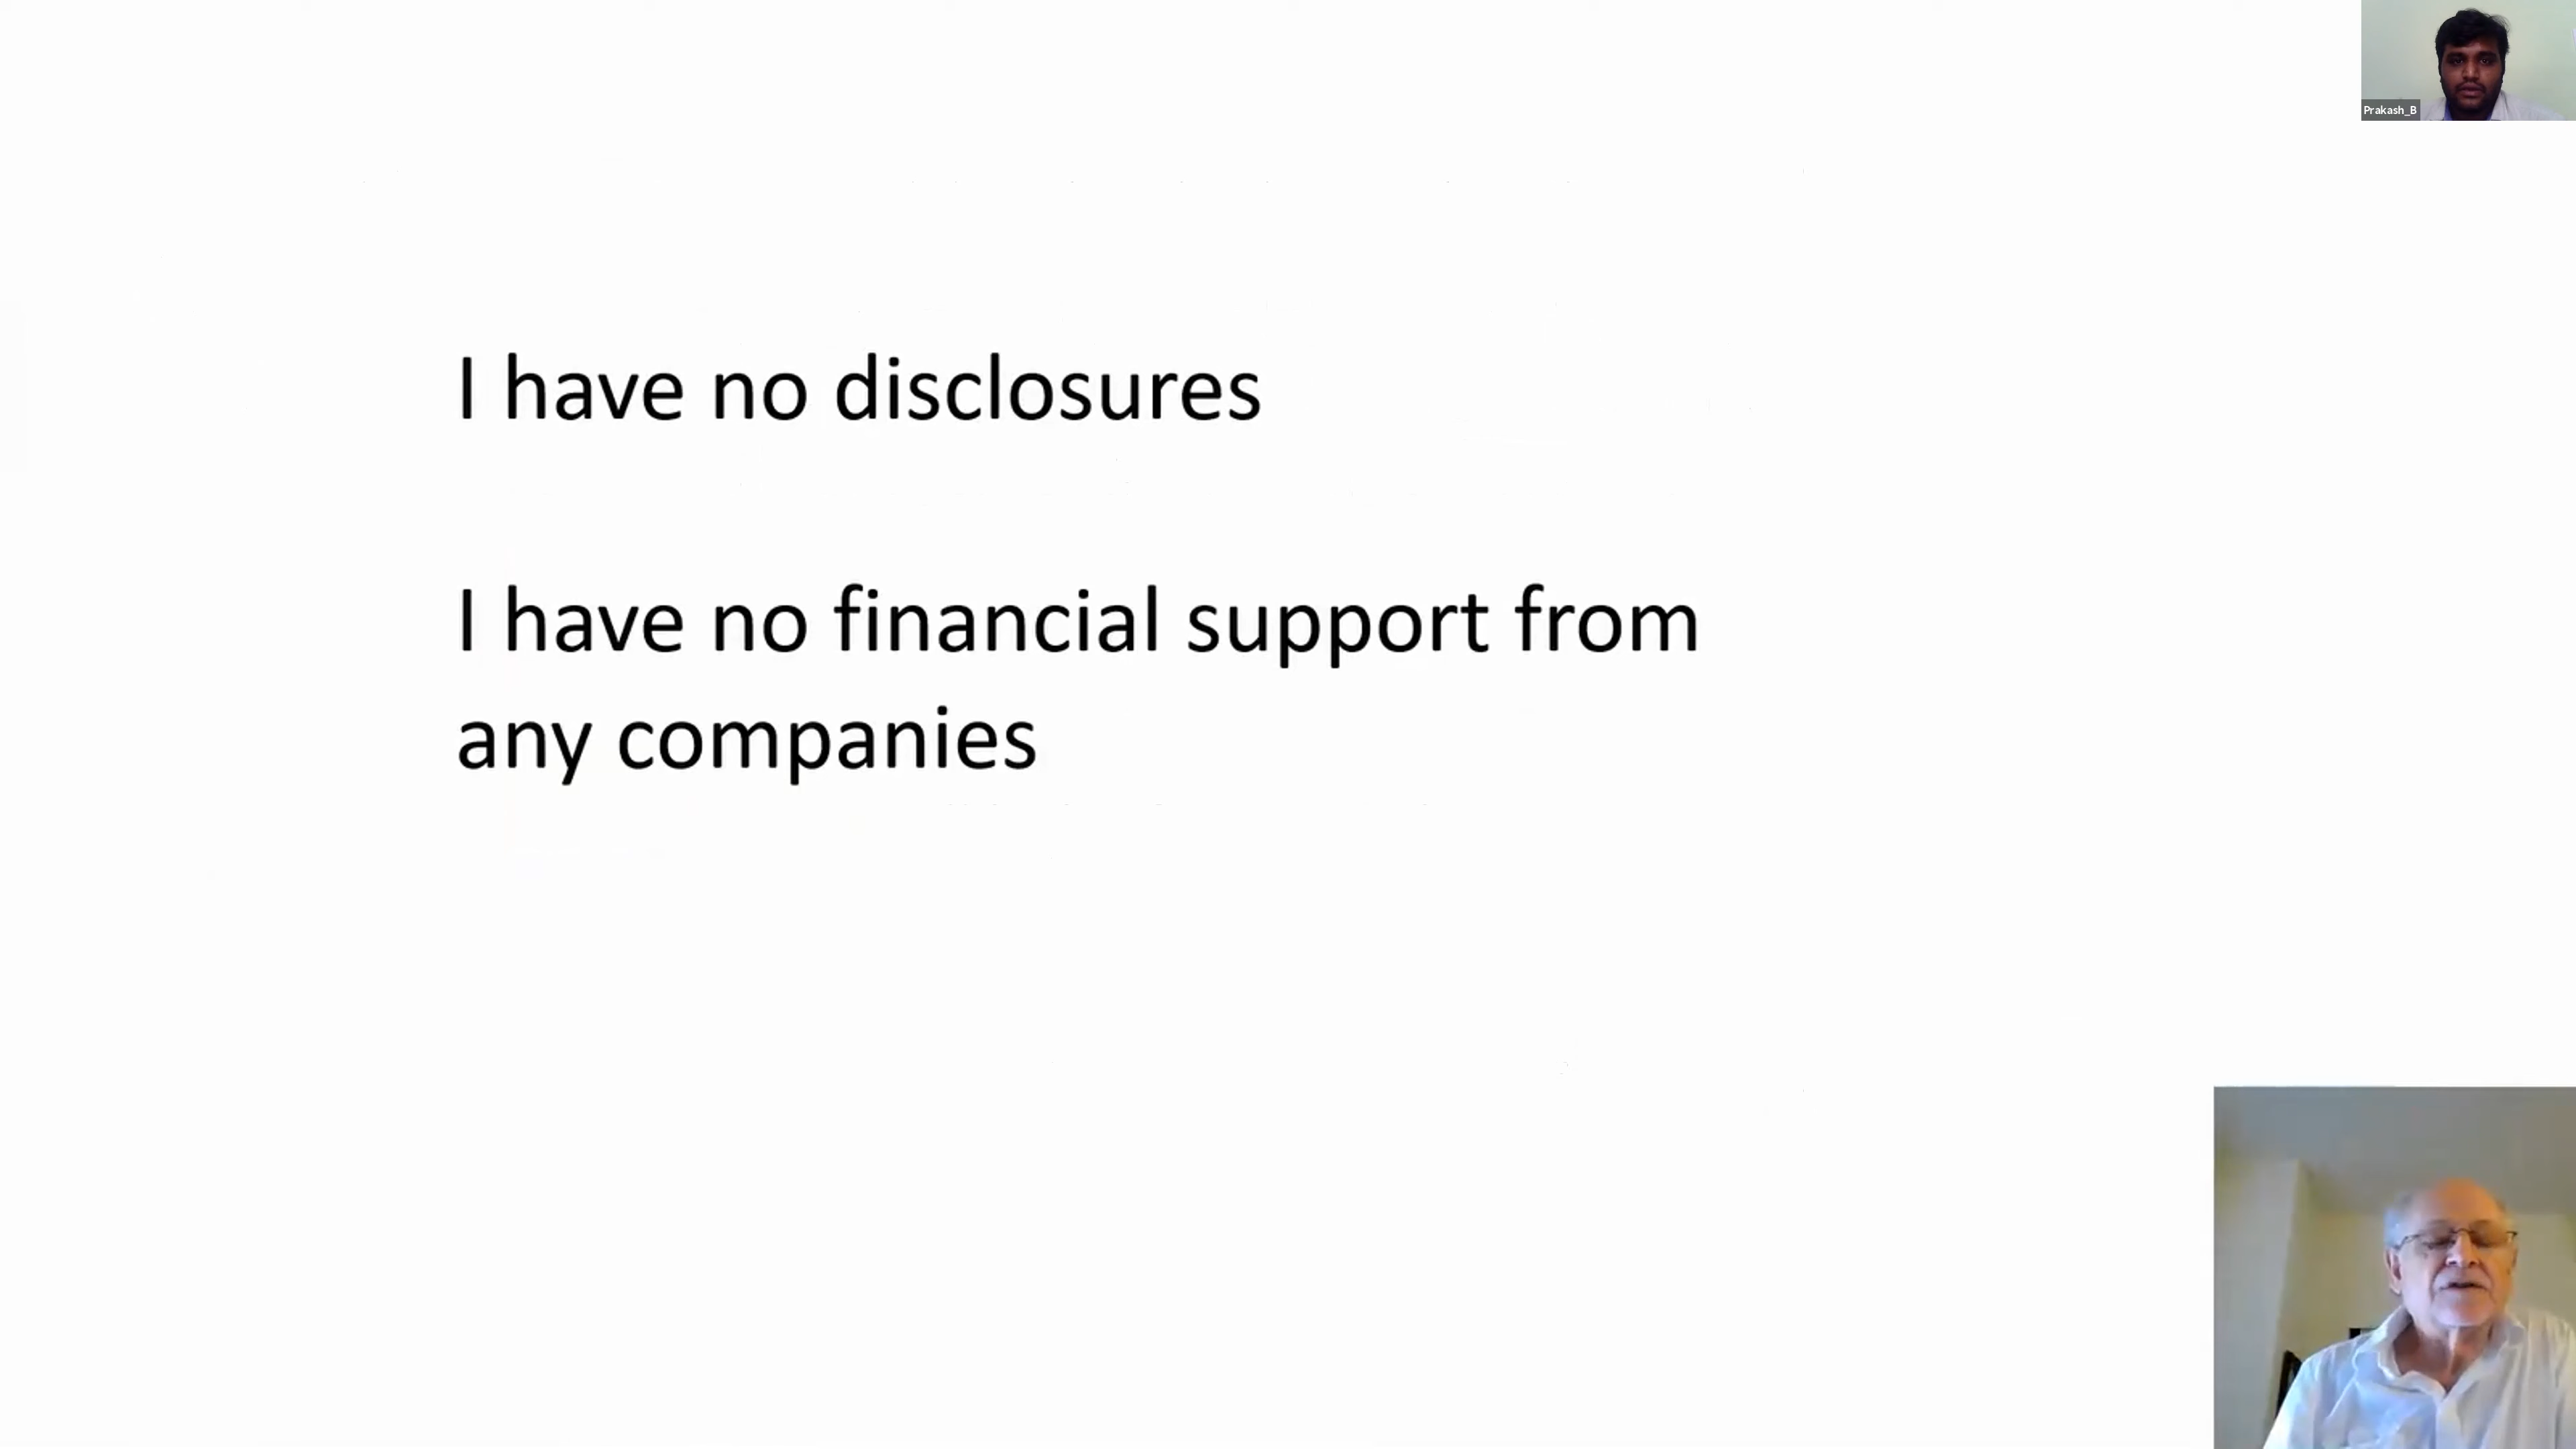 Prakash_B
I have no disclosures
I have no financial support from
any companies